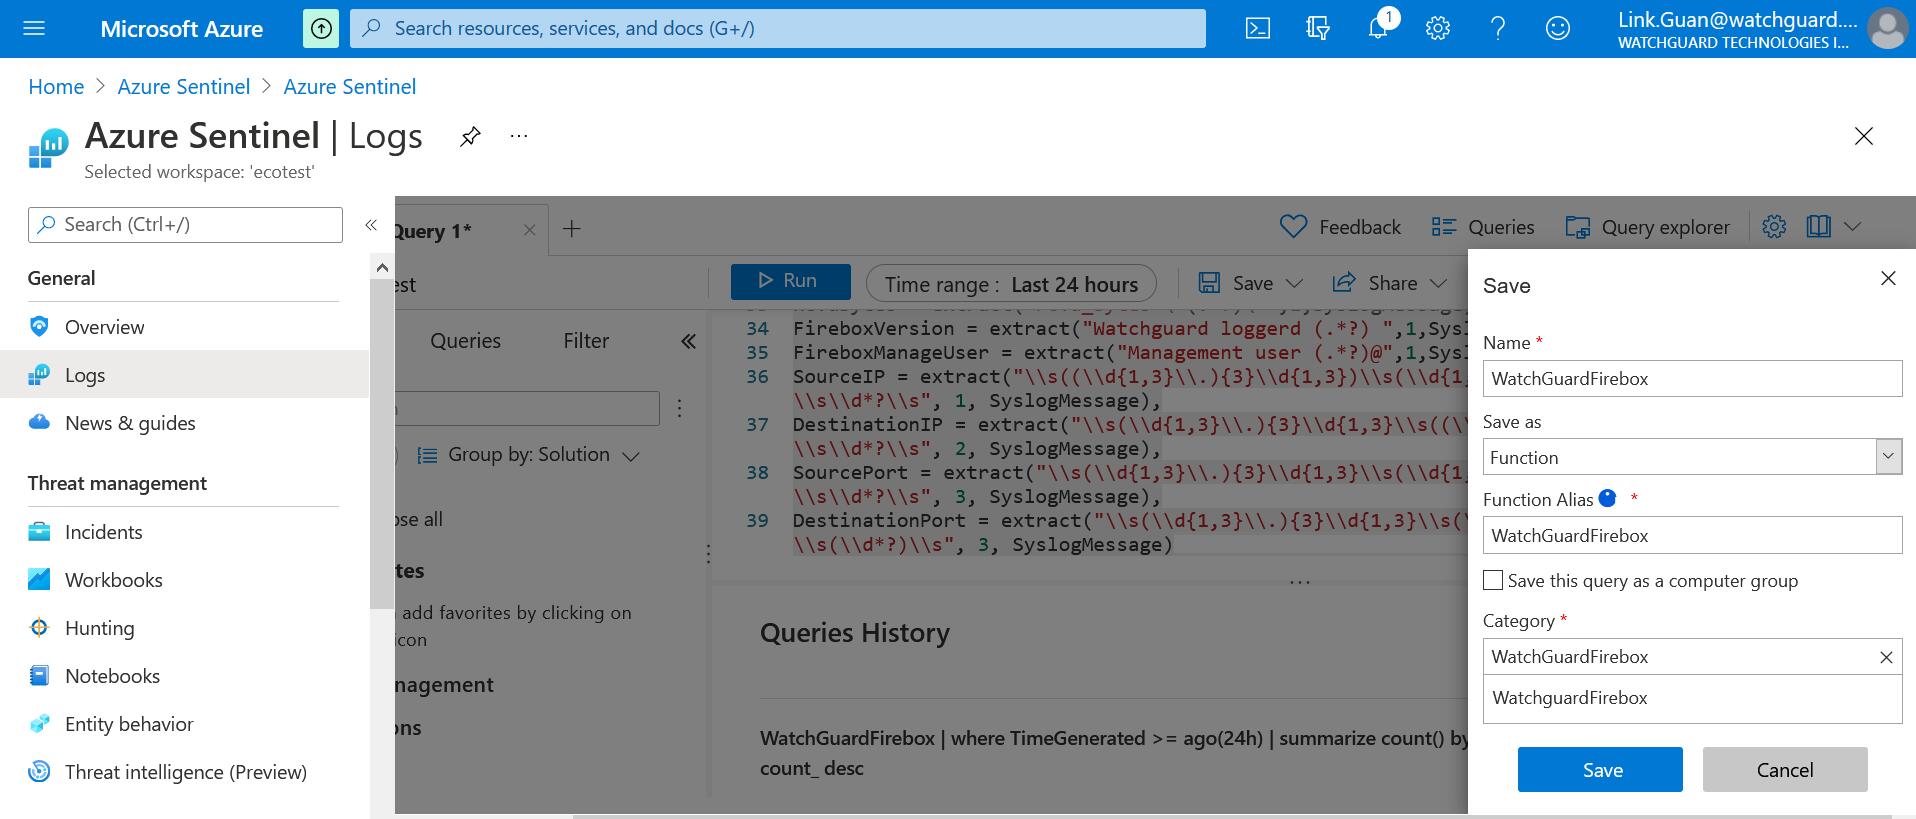 Microsoft Azure
Search resources, services, and docs (G+/)
1
Link.Guan@watchguard....
WATCHGUARD TECHNOLOGIES I...
Home > Azure Sentinel > Azure Sentinel
Azure Sentinel | Logs
...
Selected workspace: 'ecotest'
Search (Ctrl+/)
«
General
Overview
Logs
News & guides
Threat management
Incidents
Workbooks
Hunting
Notebooks
Entity behavior
Threat intelligence (Preview)
Query 1*
Feedback
Queries
Query explorer
est
Run
Time range : Last 24 hours
Save
Share
Queries
Filter
«
Group by: Solution
pse all
tes
add favorites by clicking on
icon
nagement
ons
34 FireboxVersion = extract("Watchguard loggerd (.*?) ",1,Sysl
35 FireboxManageUser = extract("Management user (.*?)@",1,Sysl
36 SourceIP = extract("\\s((\\d{1,3}\\.){3}\\d{1,3})\\s(\\d{1,
\\s\\d*?\\s", 1, SyslogMessage),
37 DestinationIP = extract("\\s(\\d{1,3}\\.){3}\\d{1,3}\\s((\\
\\s\\d*?\\s", 2, SyslogMessage),
38 SourcePort = extract("\\s(\\d{1,3}\\.){3}\\d{1,3}\\s(\\d{1,
\\s\\d*?\\s", 3, SyslogMessage),
39 DestinationPort = extract("\\s(\\d{1,3}\\.){3}\\d{1,3}\\s(\
\\s(\\d*?)\\s", 3, SyslogMessage)
...
Queries History
WatchGuardFirebox | where TimeGenerated >= ago(24h) | summarize count() by
count_ desc
Save
Name *
WatchGuardFirebox
Save as
Function
Function Alias *
WatchGuardFirebox
Save this query as a computer group
Category *
WatchGuardFirebox
WatchguardFirebox
Save
Cancel